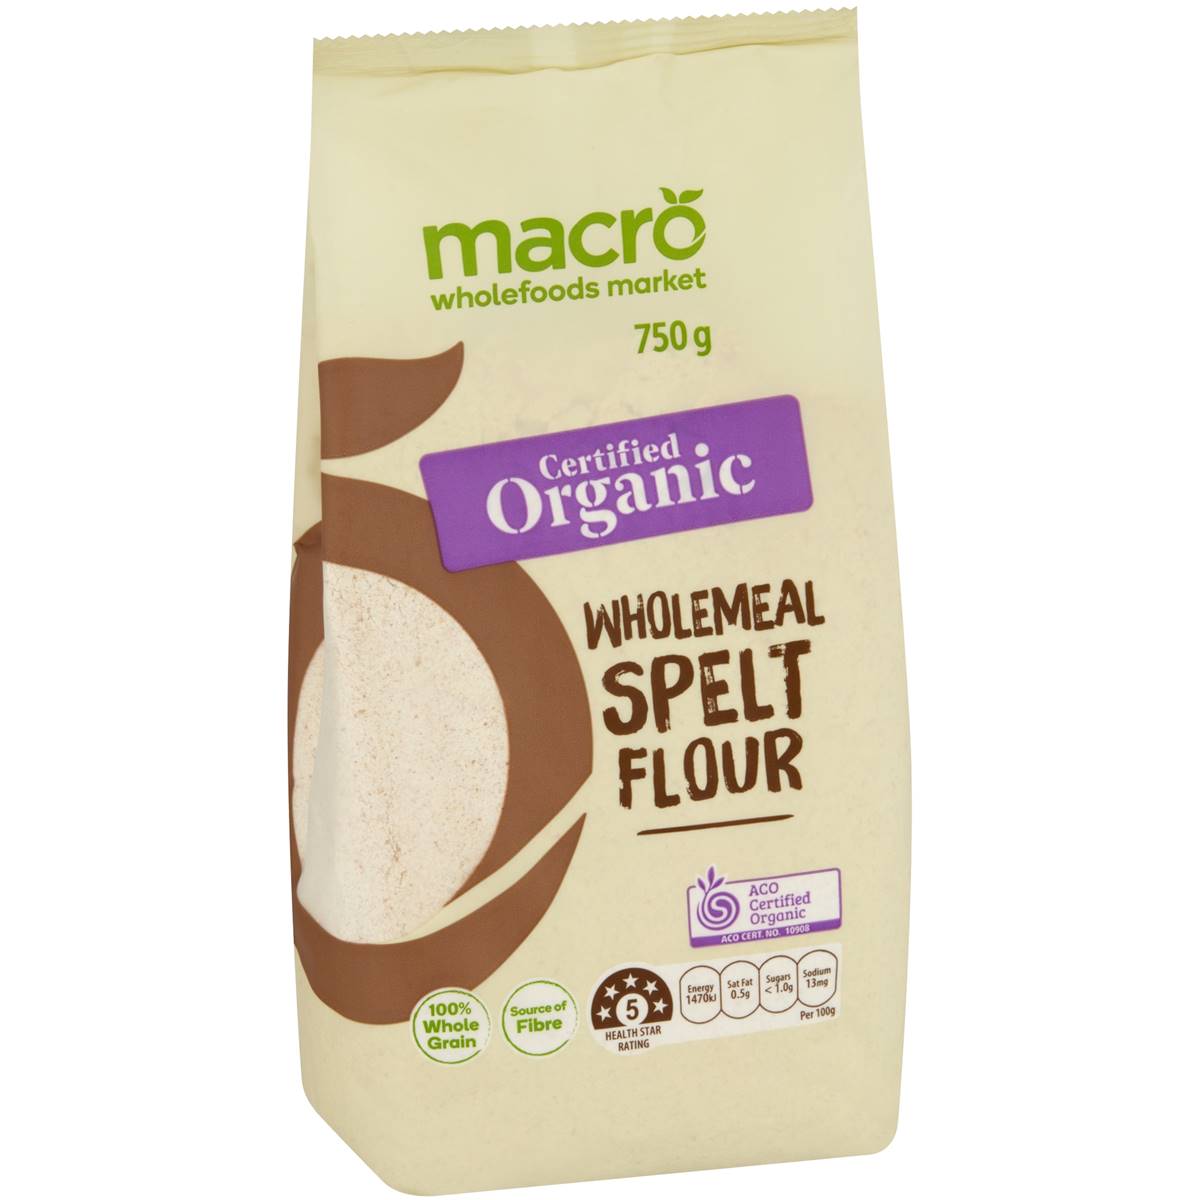 macro
wholefoods market
750 g
Certified
Organic
WHOLEMEAL
SPELT
FLOUR
ACO
Certified
Organic
ACO CERT. NO. 10908
100%
Whole
Grain
Source of
Fibre
5
HEALTH STAR
RATING
Energy
1470kJ
Sat Fat
0.5g
Sugars
< 1.0g
Sodium
13mg
Per 100g